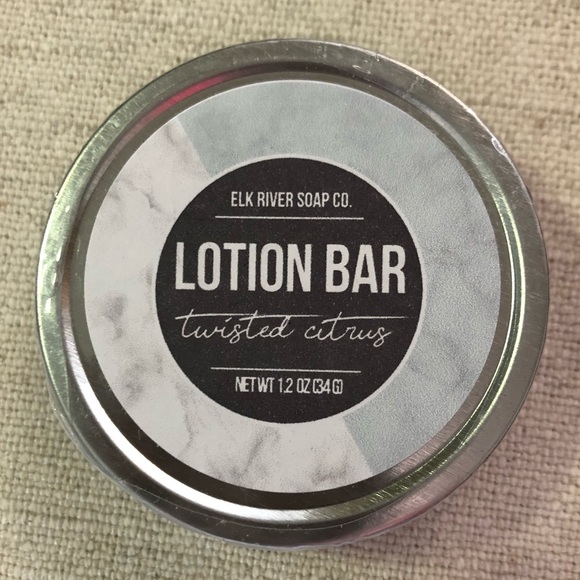 ELK RIVER SOAP CO.
LOTION BAR
twisted citrus
NET WT 1.2 OZ (34 G)